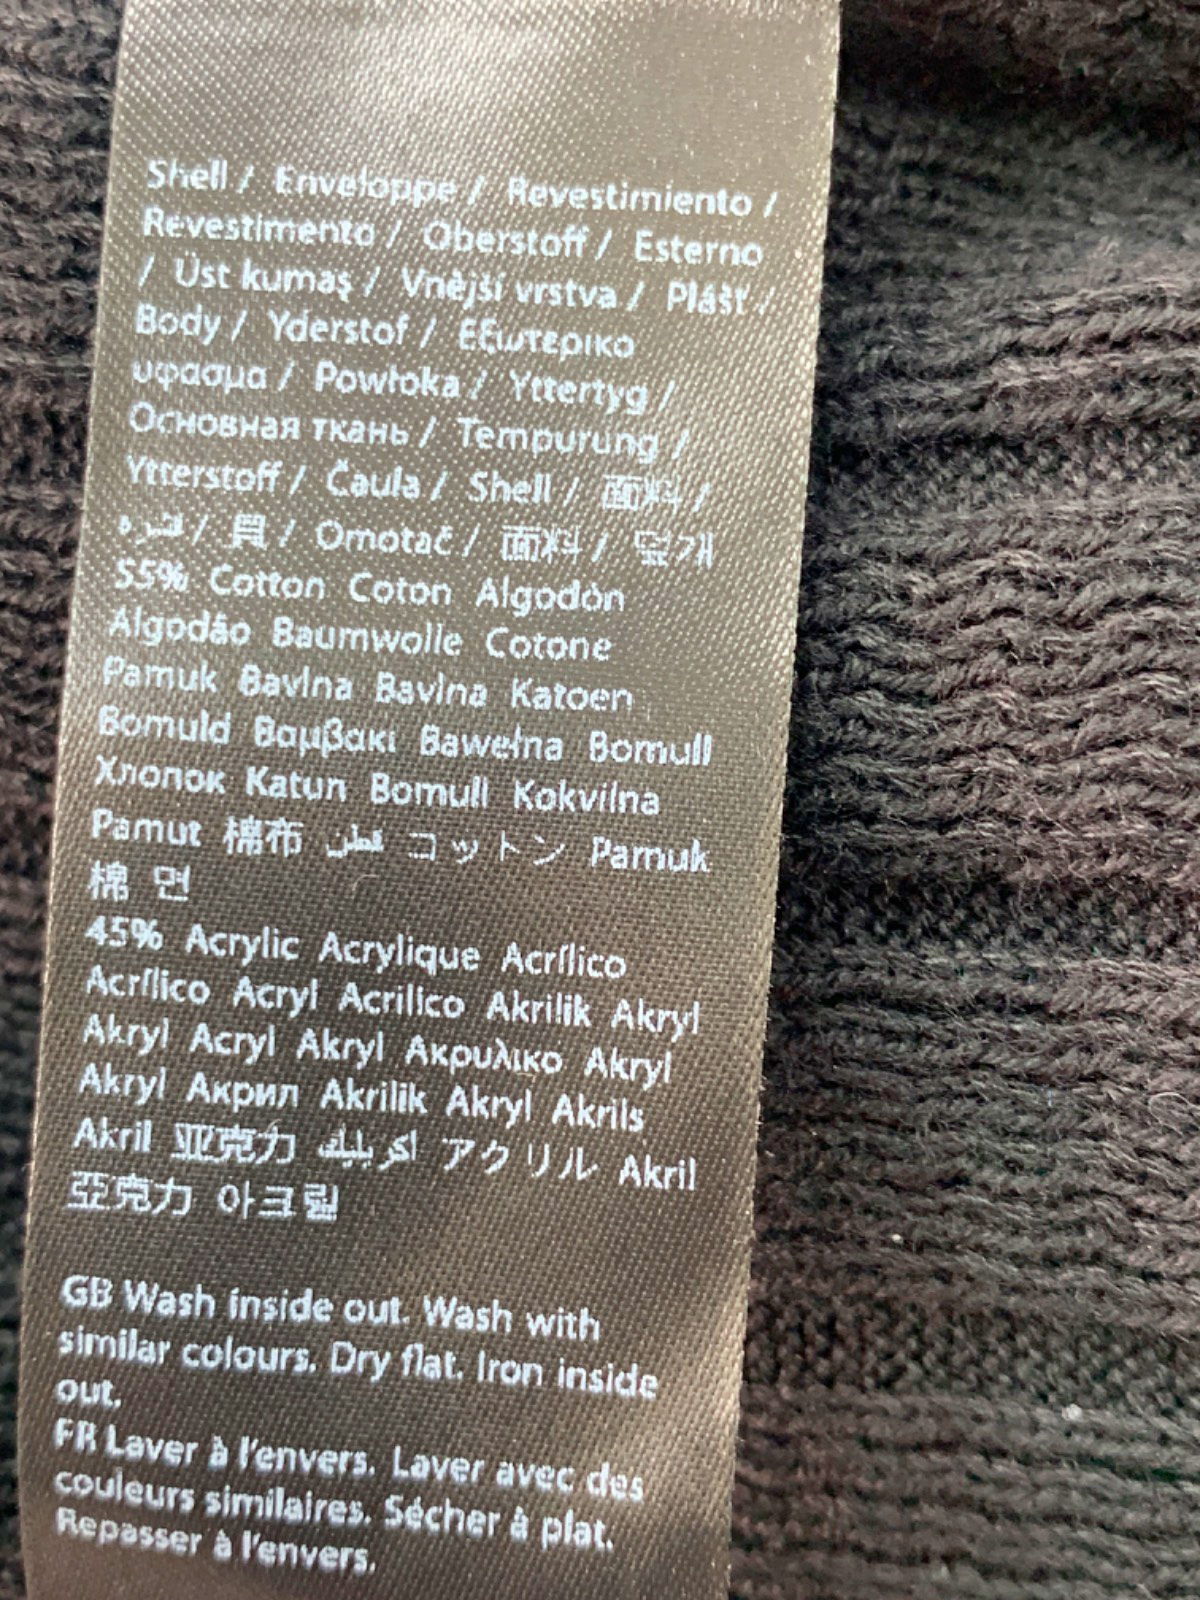 Shell / Enveloppe / Revestimiento /
Revestimento / Oberstoff / Esterno
/ Üst kumaş / Vnější vrstva / Plášť /
Body / Yderstof / Εξωτερικο
υφασμα / Powłoka / Yttertyg /
Основная ткань / Tempurung /
Ytterstoff / Čaula / Shell / 面料 /
قشرة / 質 / Omotač / 面料 / 덮개
55% Cotton Coton Algodón
Algodão Baumwolle Cotone
Pamuk Bavlna Bavlna Katoen
Bomuld Βαμβακι Bawełna Bomull
Хлопок Katun Bomull Kokvilna
Pamut 棉布 قطن コットン Pamuk
棉 면
45% Acrylic Acrylique Acrílico
Acrílico Acryl Acrilico Akrilik Akryl
Akryl Acryl Akryl Ακρυλικο Akryl
Akryl Акрил Akrilik Akryl Akrils
Akril 亚克力 اكريليك アクリル Akril
亞克力 아크릴
GB Wash inside out. Wash with
similar colours. Dry flat. Iron inside
out.
FR Laver à l'envers. Laver avec des
couleurs similaires. Sécher à plat.
Repasser à l'envers.